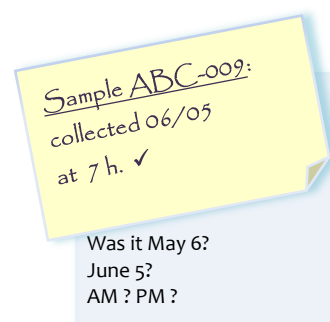 Sample ABC-009:
collected 06/05
at 7 h. ✓
Was it May 6?
June 5?
AM ? PM ?